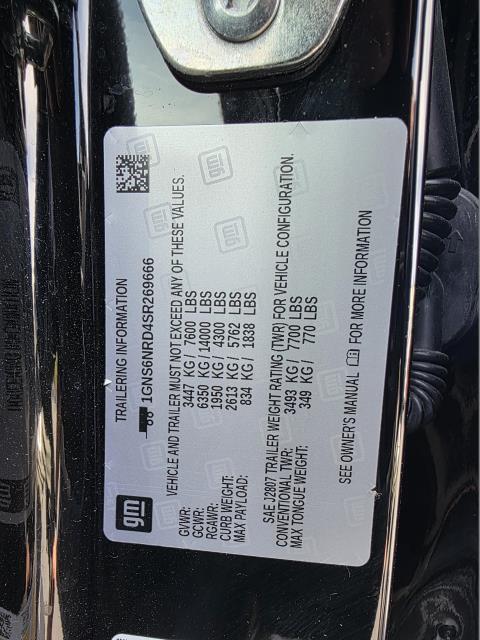 gm
TRAILERING INFORMATION
1GNS6NRD4SR269666
VEHICLE AND TRAILER MUST NOT EXCEED ANY OF THESE VALUES.
GVWR: 3447 KG / 7600 LBS
GCWR: 6350 KG / 14000 LBS
RGAWR: 1950 KG / 4300 LBS
CURB WEIGHT: 2613 KG / 5762 LBS
MAX PAYLOAD: 834 KG / 1838 LBS
SAE J2807 TRAILER WEIGHT RATING (TWR) FOR VEHICLE CONFIGURATION.
CONVENTIONAL TWR: 3493 KG / 7700 LBS
MAX TONGUE WEIGHT: 349 KG / 770 LBS
SEE OWNER'S MANUAL FOR MORE INFORMATION